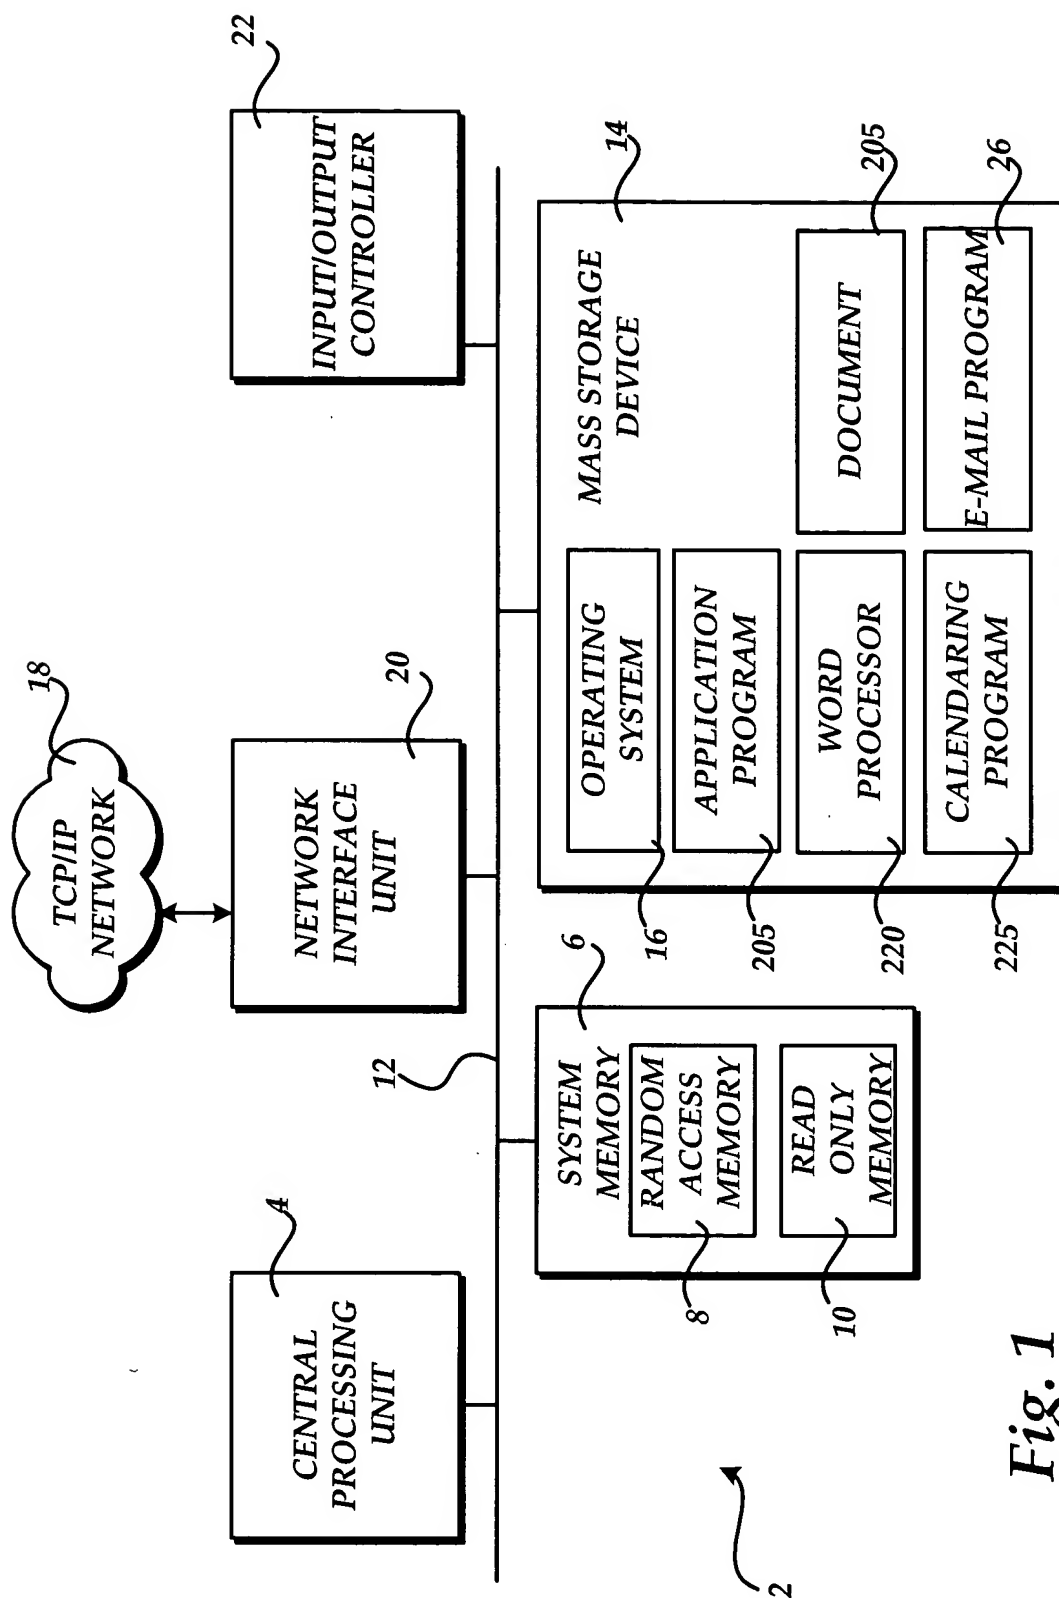 18
TCP/IP
NETWORK
4
CENTRAL
PROCESSING
UNIT
20
NETWORK
INTERFACE
UNIT
22
INPUT/OUTPUT
CONTROLLER
12
6
SYSTEM
MEMORY
RANDOM
ACCESS
MEMORY
8
READ
ONLY
MEMORY
10
14
MASS STORAGE
DEVICE
OPERATING
SYSTEM
16
APPLICATION
PROGRAM
205
WORD
PROCESSOR
220
DOCUMENT
205
CALENDARING
PROGRAM
225
E-MAIL PROGRAM
26
2
Fig. 1